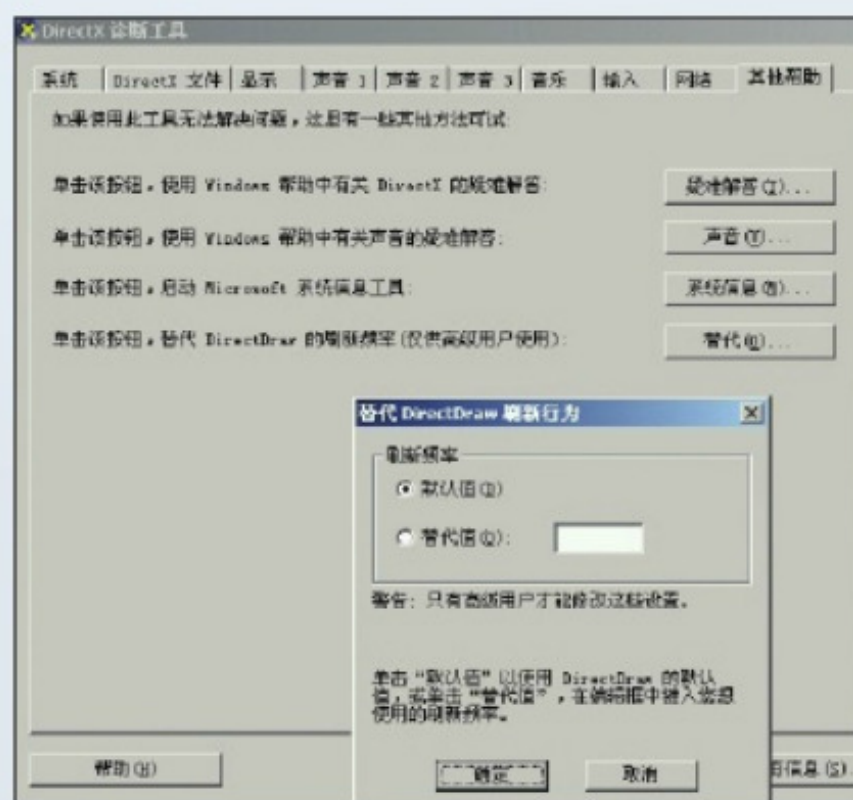 DirectX 诊断工具
系统 DirectX 文件 显示 声音 1 声音 2 声音 3 音乐 输入 网络 其他帮助
如果使用此工具无法解决问题，这里有一些其他方法可试:
单击该按钮，使用 Windows 帮助中有关 DirectX 的疑难解答: 疑难解答(T)...
单击该按钮，使用 Windows 帮助中有关声音的疑难解答: 声音...
单击该按钮，启动 Microsoft 系统信息工具: 系统信息...
单击该按钮，替代 DirectDraw 的刷新频率(仅供高级用户使用): 替代...
替代 DirectDraw 刷新行为
刷新频率
默认值(D)
替代值(O):
警告: 只有高级用户才能修改这些设置。
单击“默认值”以使用 DirectDraw 的默认
值，或单击“替代值”，在编辑框中键入您想
使用的刷新频率。
帮助(H) 确定 取消 信息(S)